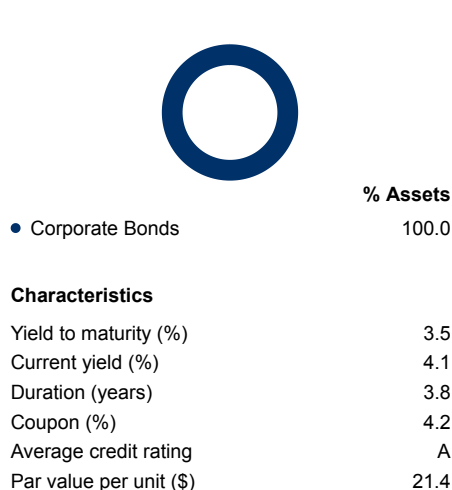 % Assets
Corporate Bonds 100.0
Characteristics
Yield to maturity (%) 3.5
Current yield (%) 4.1
Duration (years) 3.8
Coupon (%) 4.2
Average credit rating A
Par value per unit ($) 21.4